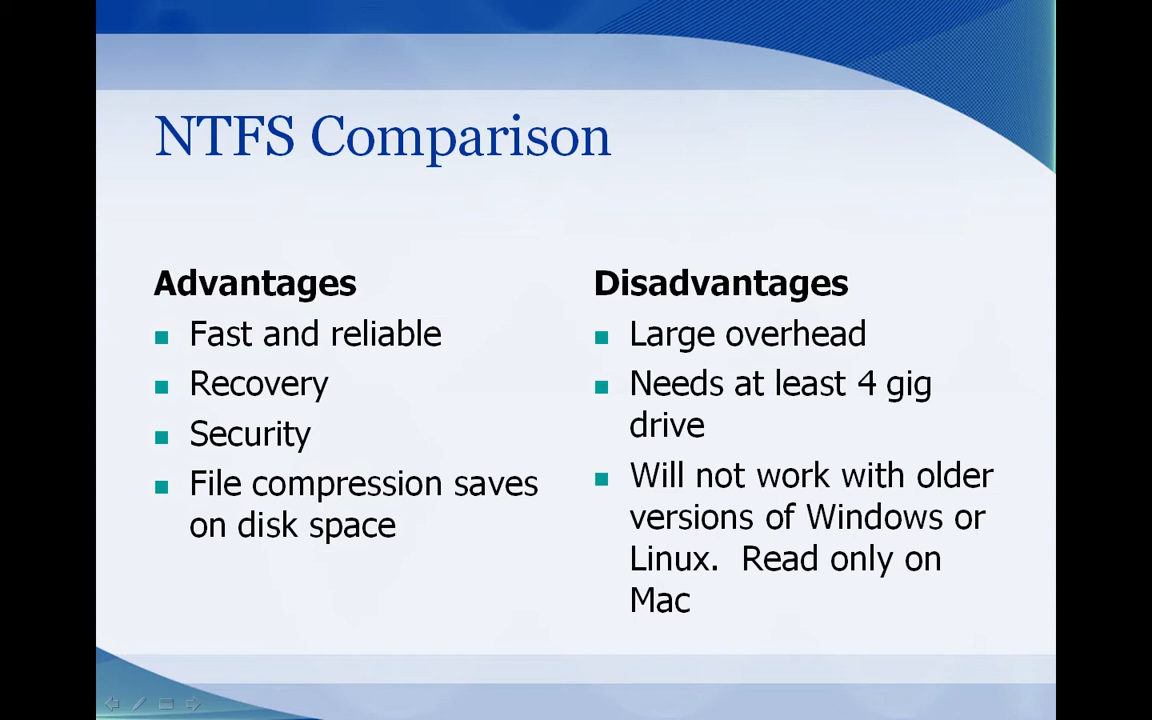 NTFS Comparison
Advantages
Fast and reliable
Recovery
Security
File compression saves
on disk space
Disadvantages
Large overhead
Needs at least 4 gig
drive
Will not work with older
versions of Windows or
Linux.  Read only on
Mac